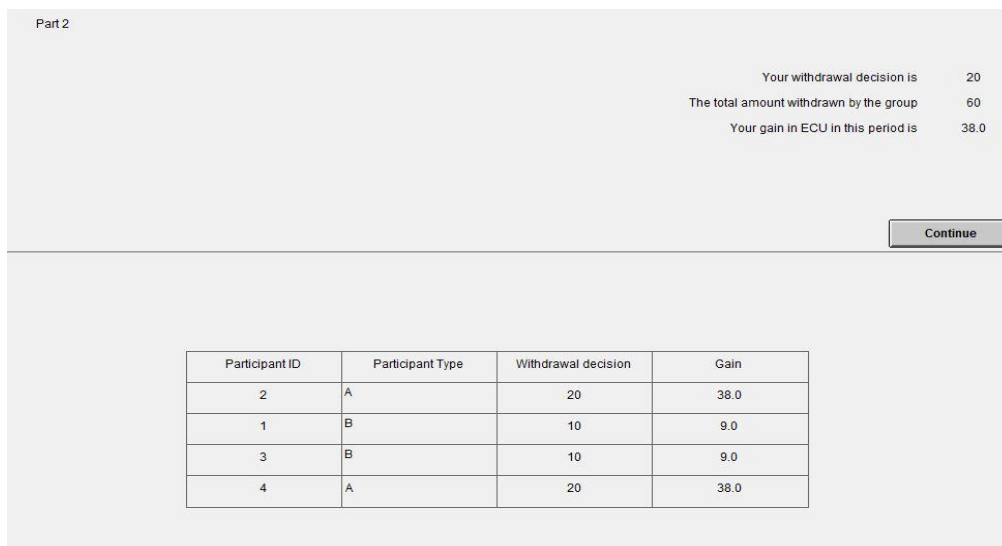 Part 2
Your withdrawal decision is 20
The total amount withdrawn by the group 60
Your gain in ECU in this period is 38.0
Continue
Participant ID Participant Type Withdrawal decision Gain
2 A 20 38.0
1 B 10 9.0
3 B 10 9.0
4 A 20 38.0